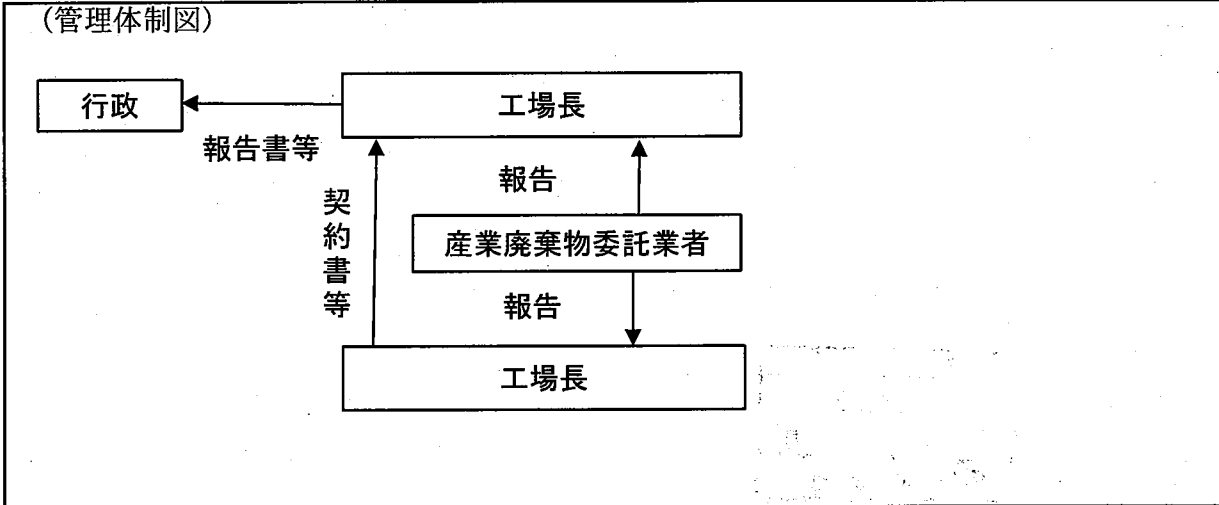 （管理体制図）
行政
工場長
報告書等
報告
契約書等
産業廃棄物委託業者
報告
工場長